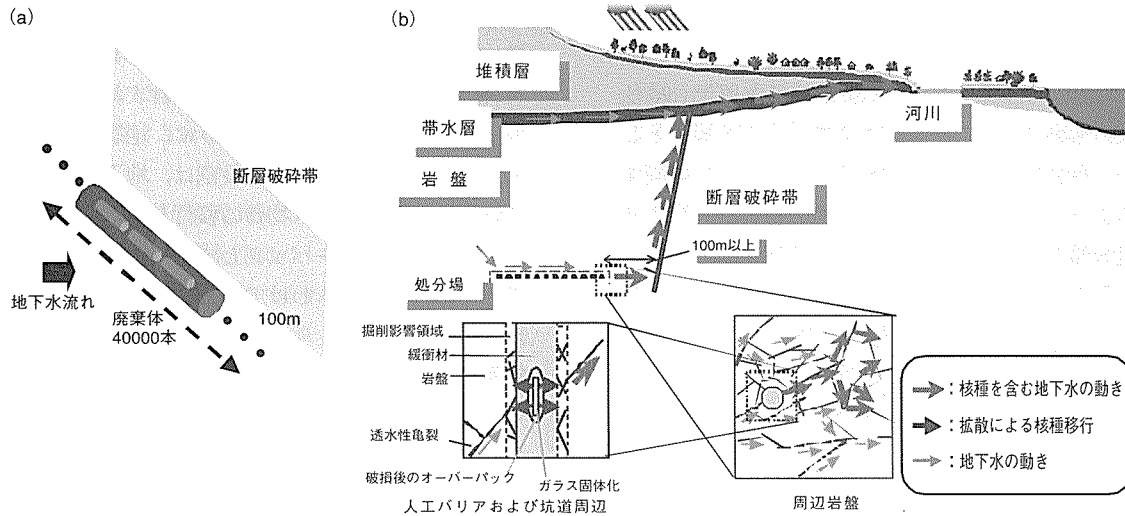 (a)
断層破砕帯
地下水流れ
廃棄体
40000本
100m
(b)
堆積層
帯水層
岩盤
河川
断層破砕帯
100m以上
処分場
掘削影響領域
緩衝材
岩盤
透水性亀裂
破損後のオーバーパック
ガラス固体化
人工バリアおよび坑道周辺
周辺岩盤
:核種を含む地下水の動き
:拡散による核種移行
:地下水の動き